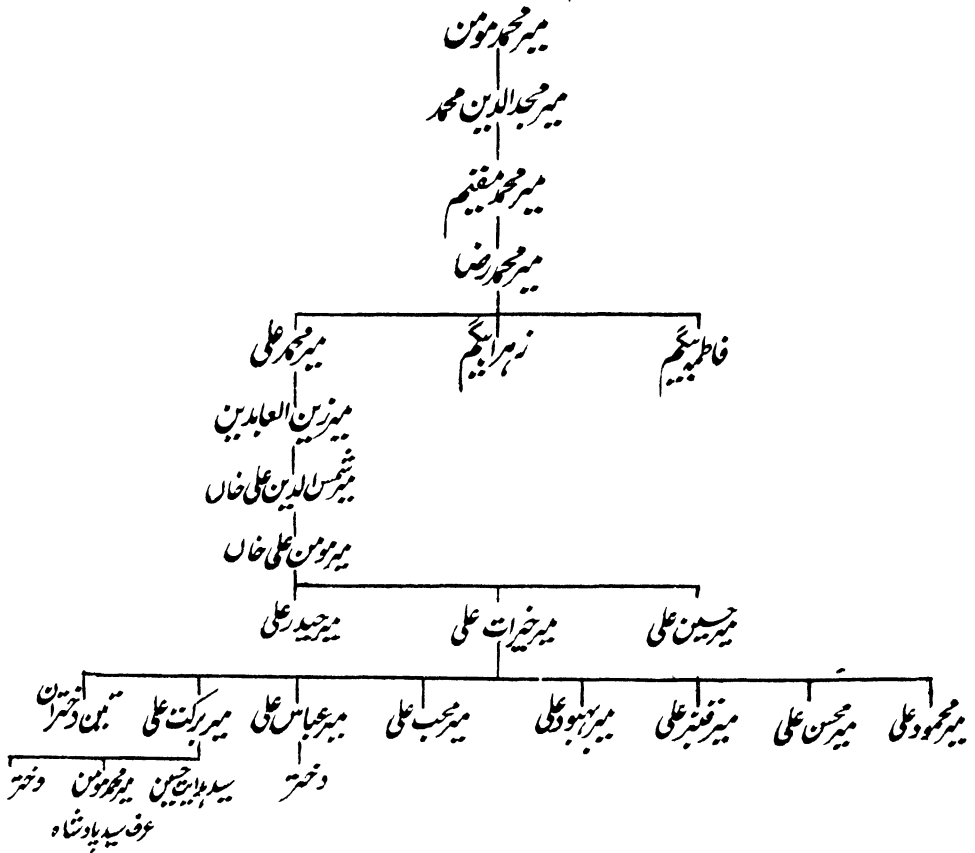 میر محمد مومن
میر مجد الدین محمد
میر محمد مقیم
میر محمد رضا
فاطمہ بیگم زہرا بیگم میر محمد علی
میر زین العابدین
میر شمس الدین علی خاں
میر مومن علی خاں
میر حسین علی میر خیرات علی میر حیدر علی
میر محمود علی میر محسن علی میر قنبر علی میر بہبود علی میر محب علی میر عباس علی میر برکت علی تین دختران
دختر سید ہدایت حسین میر محمد مومن دختر
عرف سید پادشاہ